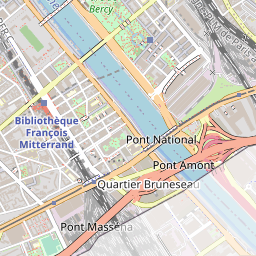 Bercy
Bibliothèque
François
Mitterrand
Pont National
Pont Amont
Quartier Bruneseau
Pont Masséna